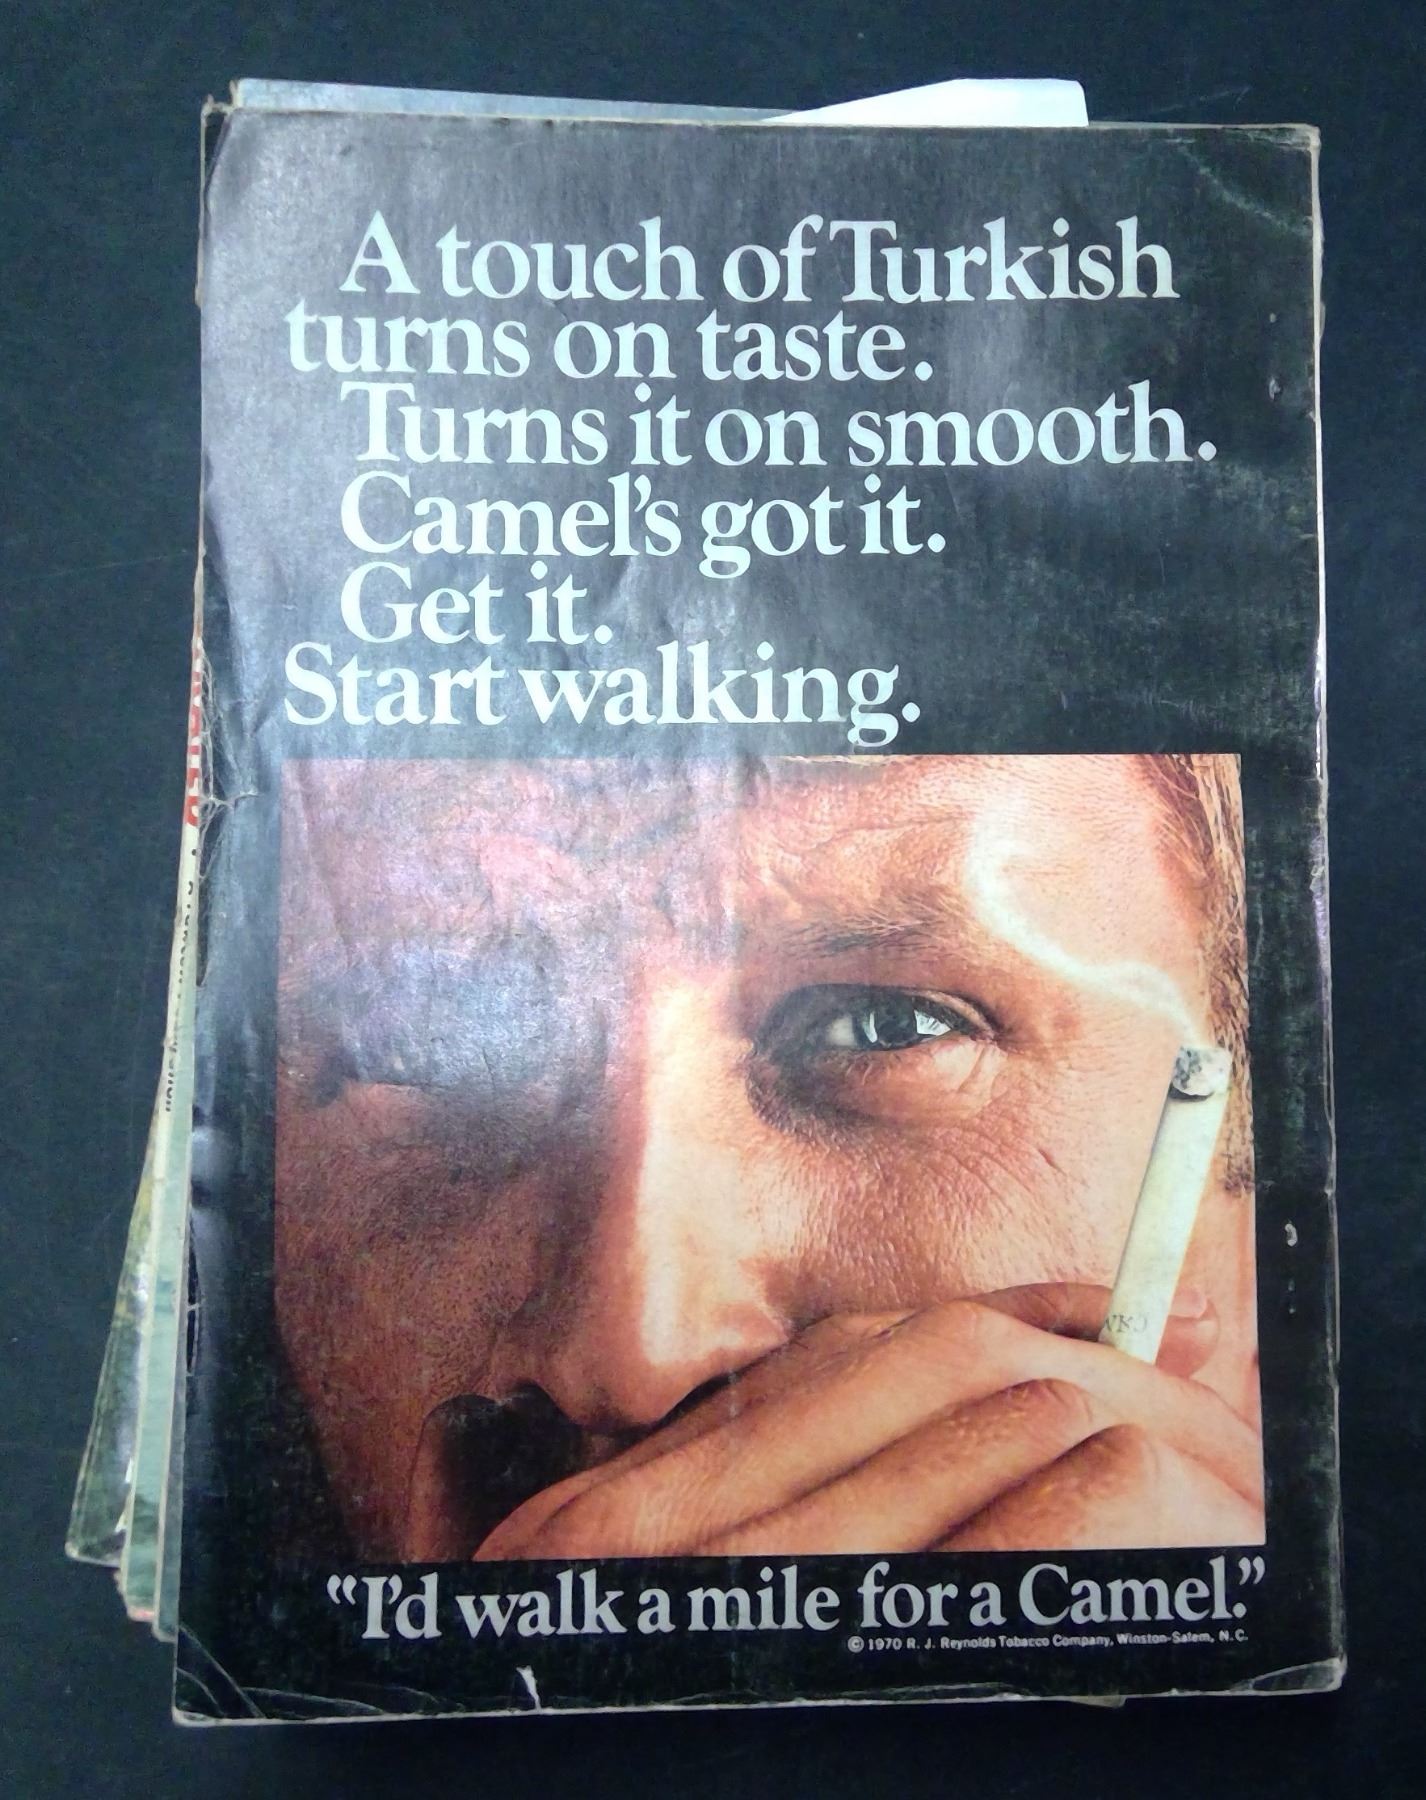 A touch of Turkish
turns on taste.
Turns it on smooth.
Camel's got it.
Get it.
Start walking.
"I'd walk a mile for a Camel."
© 1970 R. J. Reynolds Tobacco Company, Winston-Salem, N. C.